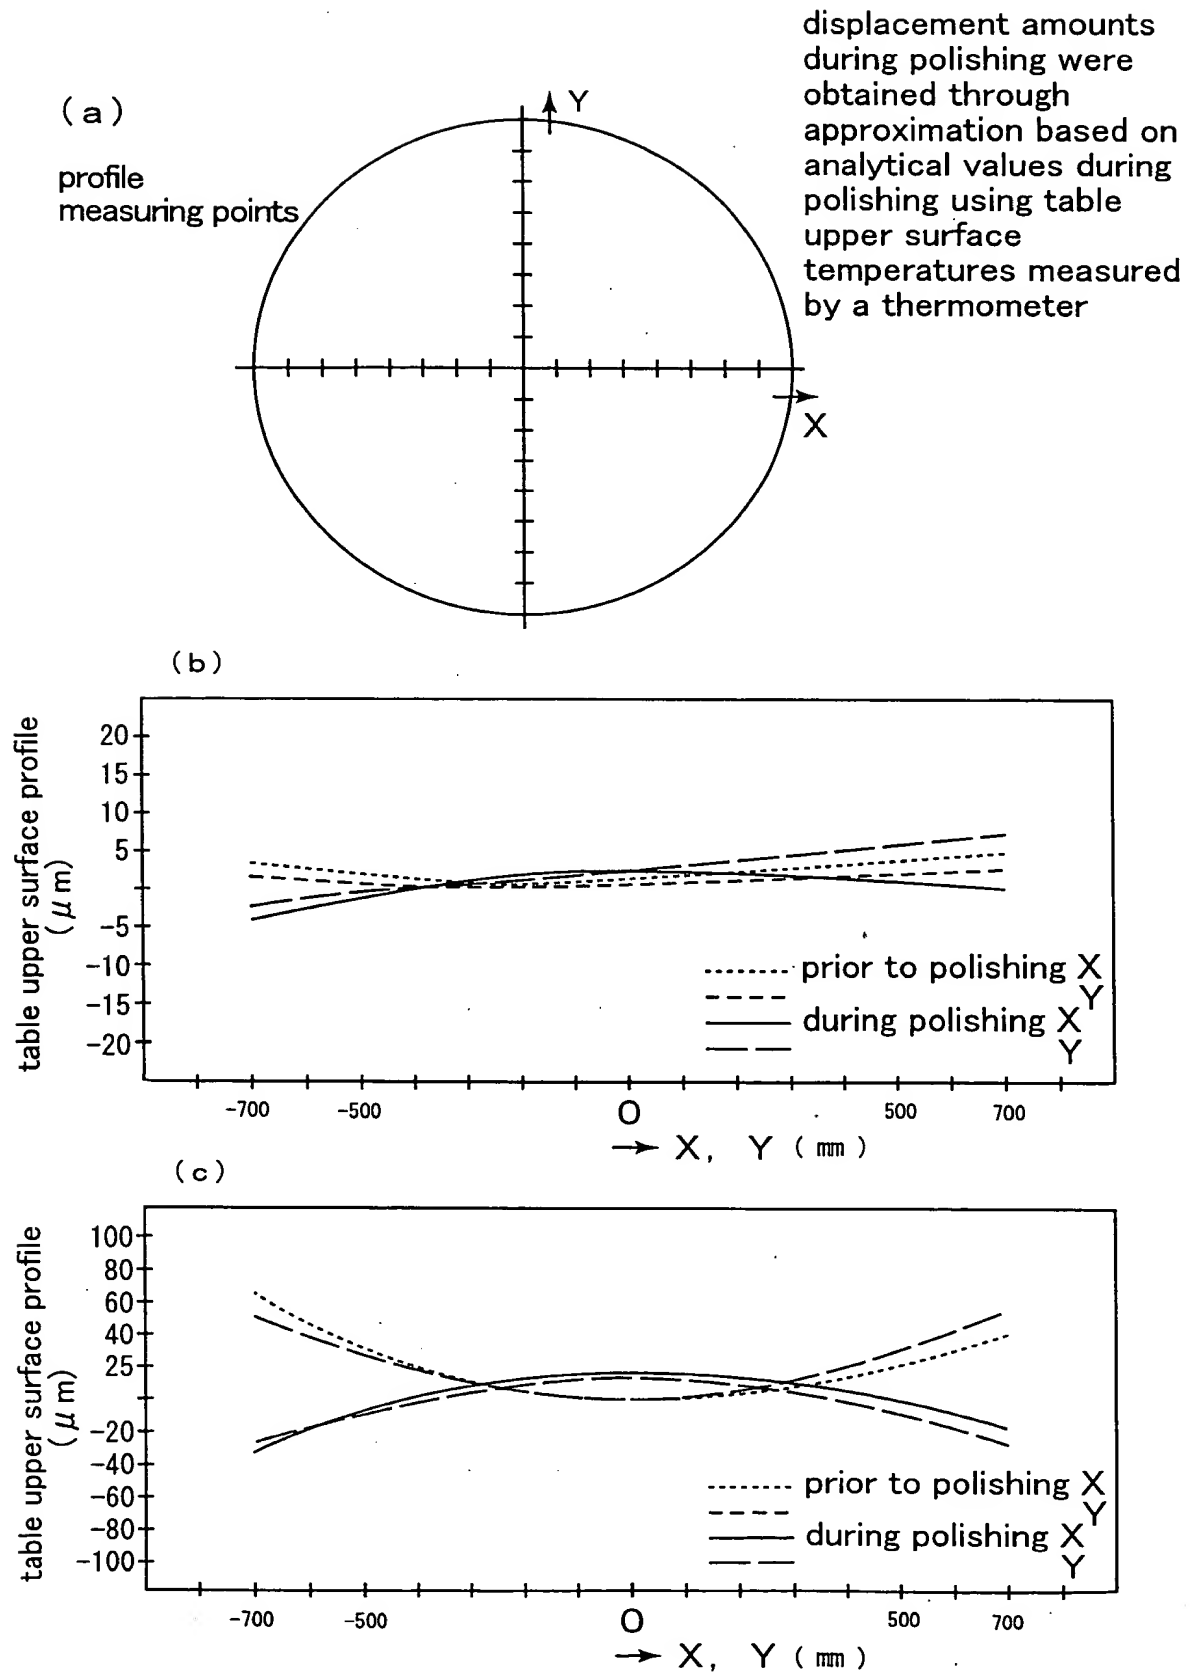 displacement amounts
during polishing were
obtained through
approximation based on
analytical values during
polishing using table
upper surface
temperatures measured
by a thermometer
(a)
profile
measuring points
Y
X
(b)
table upper surface profile
(μm)
20
15
10
5
-5
-10
-15
-20
prior to polishing X
Y
during polishing X
Y
-700 -500 0 500 700
→ X, Y (mm)
(c)
table upper surface profile
(μm)
100
80
60
40
25
-20
-40
-60
-80
-100
prior to polishing X
Y
during polishing X
Y
-700 -500 0 500 700
→ X, Y (mm)